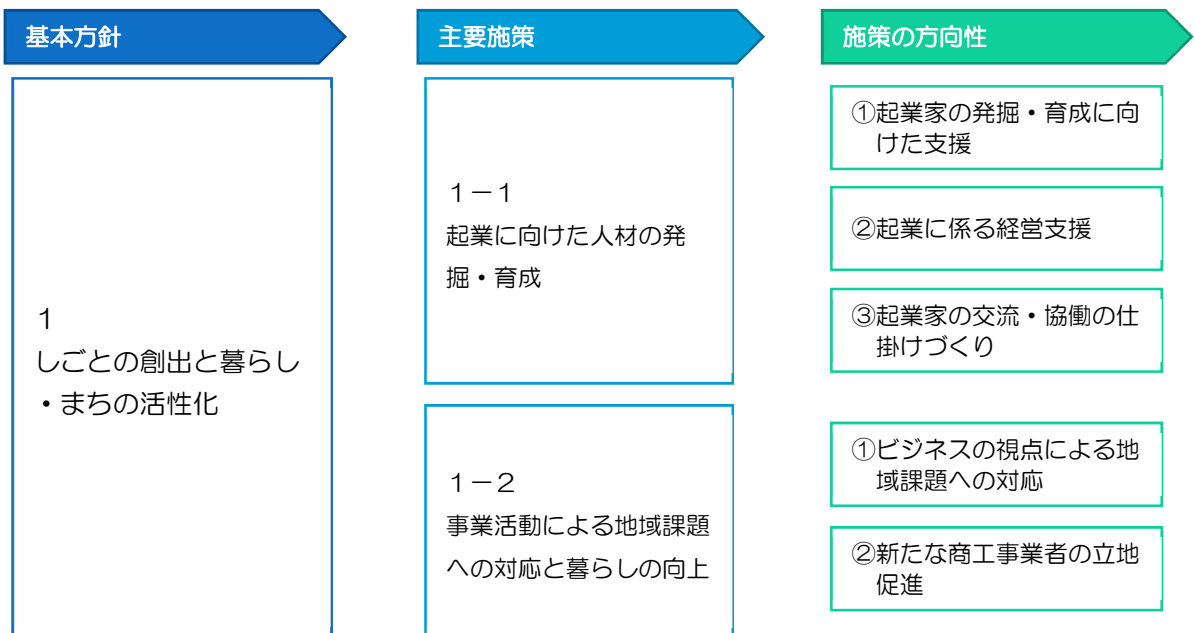 基本方針
主要施策
施策の方向性
1
しごとの創出と暮らし
・まちの活性化
1－1
起業に向けた人材の発
掘・育成
①起業家の発掘・育成に向
けた支援
②起業に係る経営支援
③起業家の交流・協働の仕
掛けづくり
1－2
事業活動による地域課題
への対応と暮らしの向上
①ビジネスの視点による地
域課題への対応
②新たな商工事業者の立地
促進